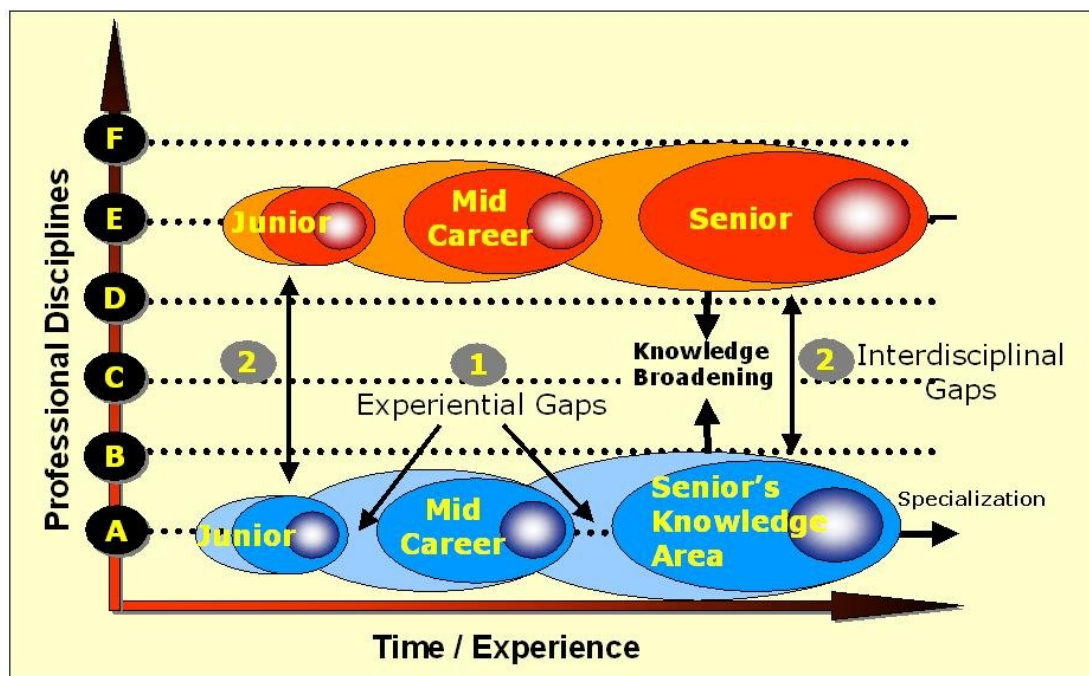 Professional Disciplines
F
E
D
C
B
A
Junior
Mid
Career
Senior
2
1
Experiential Gaps
Knowledge
Broadening
2
Interdisciplinal
Gaps
Junior
Mid
Career
Senior's
Knowledge
Area
Specialization
Time / Experience